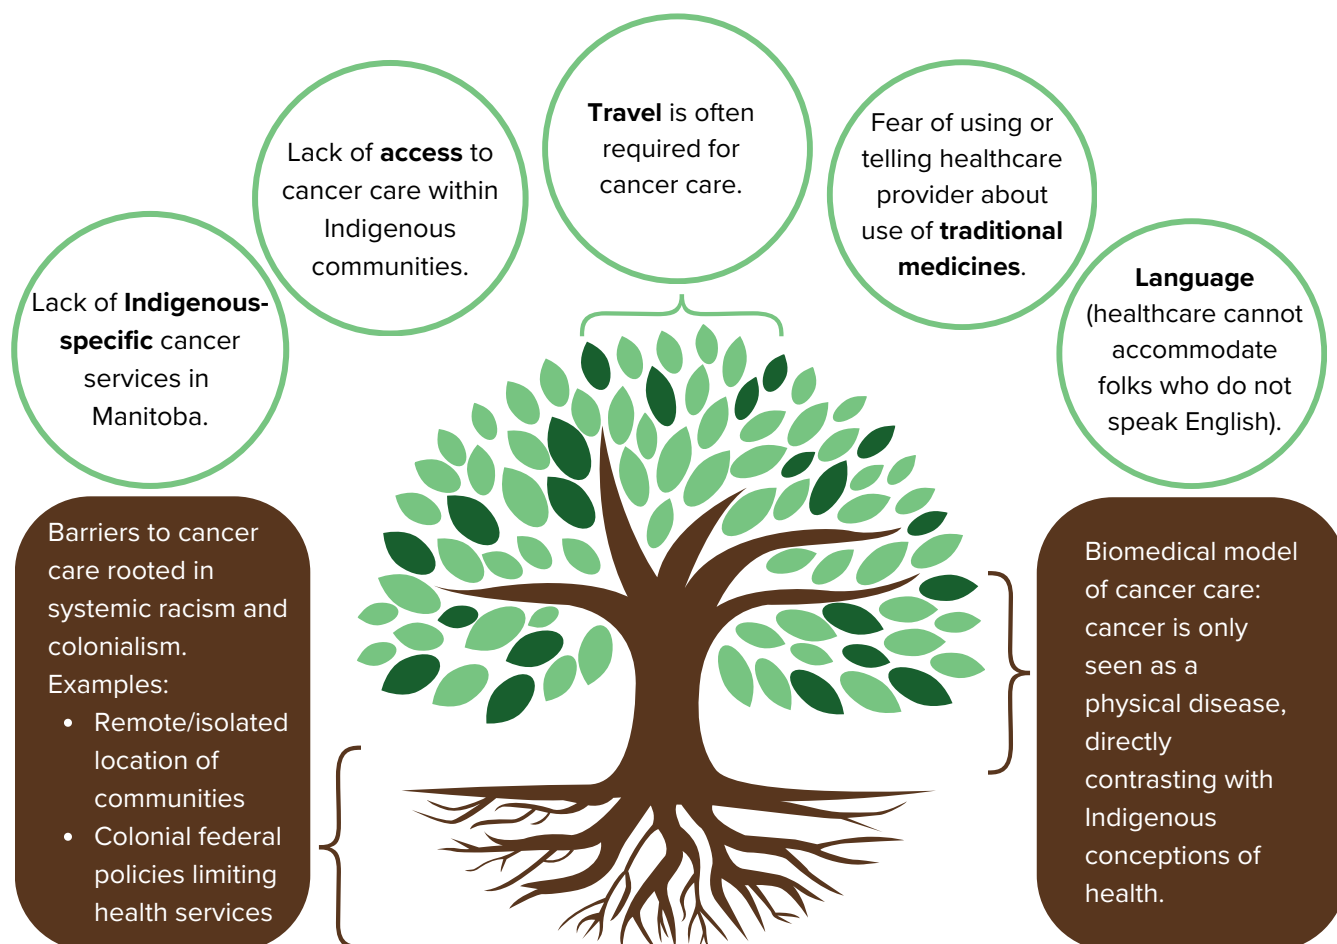 Lack of Indigenous-
specific cancer
services in
Manitoba.
Lack of access to
cancer care within
Indigenous
communities.
Travel is often
required for
cancer care.
Fear of using or
telling healthcare
provider about
use of traditional
medicines.
Language
(healthcare cannot
accommodate
folks who do not
speak English).
Barriers to cancer
care rooted in
systemic racism and
colonialism.
Examples:
• Remote/isolated
location of
communities
• Colonial federal
policies limiting
health services
Biomedical model
of cancer care:
cancer is only
seen as a
physical disease,
directly
contrasting with
Indigenous
conceptions of
health.